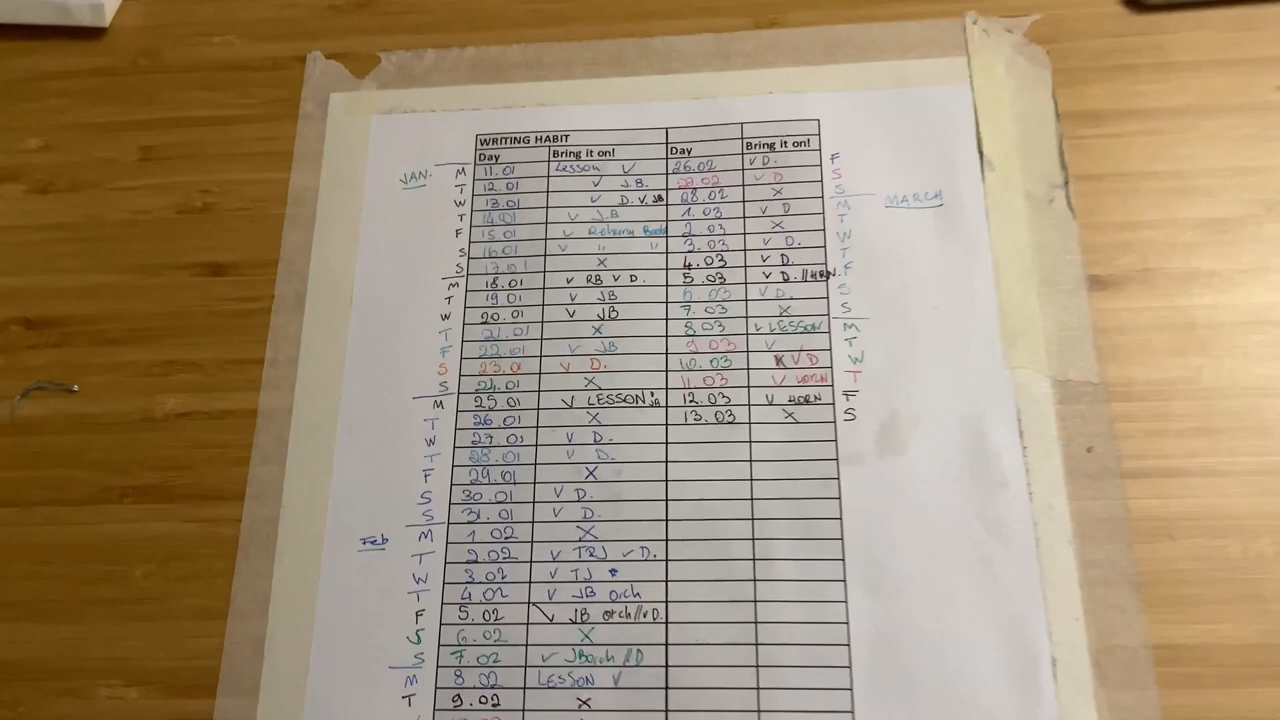 WRITING HABIT
Day Bring it on! Day Bring it on!
JAN. M 11.01 Lesson V 26.02 V D. F
T 12.01 V J.B. 28.02 V D S
W 13.01 V D. V. JB 28.02 X S
T 14.01 V J.B 1.03 V D M MARCH
F 15.01 V 2.03 X T
S 16.01 V " " 3.03 V D. W
S 17.01 X 4.03 V D. T
M 18.01 V RB V D. 5.03 V D. // HRN. F
T 19.01 V JB 6.03 V D. S
W 20.01 V JB 7.03 X S
T 21.01 X 8.03 V LESSON M
F 22.01 V JB 9.03 V T
S 23.01 V D. 10.03 V D W
S 24.01 X 11.03 V HORN T
M 25.01 V LESSON JB 12.03 V HORN F
T 26.01 X 13.03 X S
W 27.01 V D.
T 28.01 V D.
F 29.01 X
S 30.01 V D.
S 31.01 V D.
Feb M 1.02 X
T 2.02 V TRJ V D.
W 3.02 V TJ
T 4.02 V JB orch
F 5.02 V JB orch // V D.
S 6.02 X
S 7.02 V JB orch // D
M 8.02 LESSON V
T 9.02 X